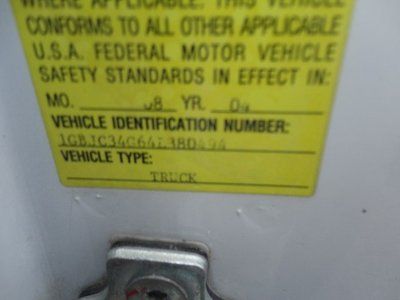 WHERE APPLICABLE. THIS VEHICLE
CONFORMS TO ALL OTHER APPLICABLE
U.S.A. FEDERAL MOTOR VEHICLE
SAFETY STANDARDS IN EFFECT IN:
MO. 08 YR. 04
VEHICLE IDENTIFICATION NUMBER:
VEHICLE TYPE:
TRUCK